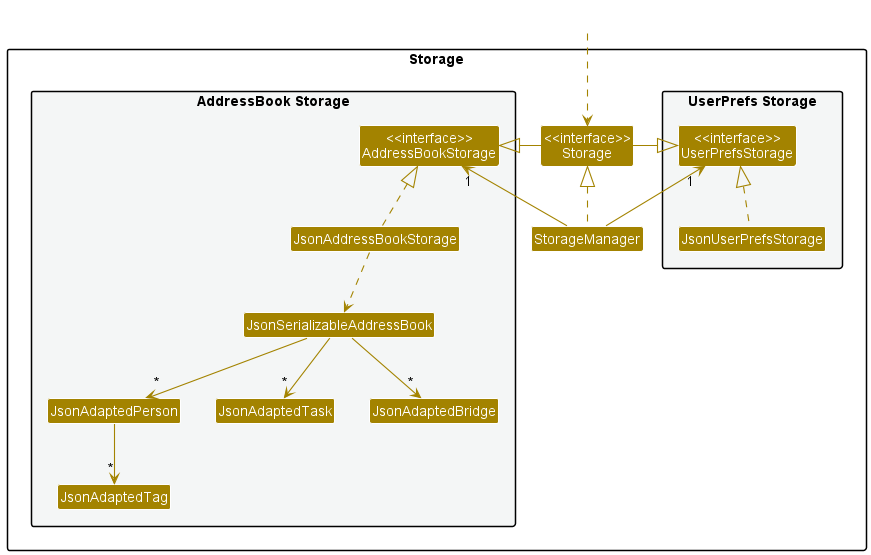 Storage
AddressBook Storage
UserPrefs Storage
<<interface>>
AddressBookStorage
<<interface>>
Storage
<<interface>>
UserPrefsStorage
1
1
JsonAddressBookStorage
StorageManager
JsonUserPrefsStorage
JsonSerializableAddressBook
*
*
*
JsonAdaptedPerson
JsonAdaptedTask
JsonAdaptedBridge
*
JsonAdaptedTag